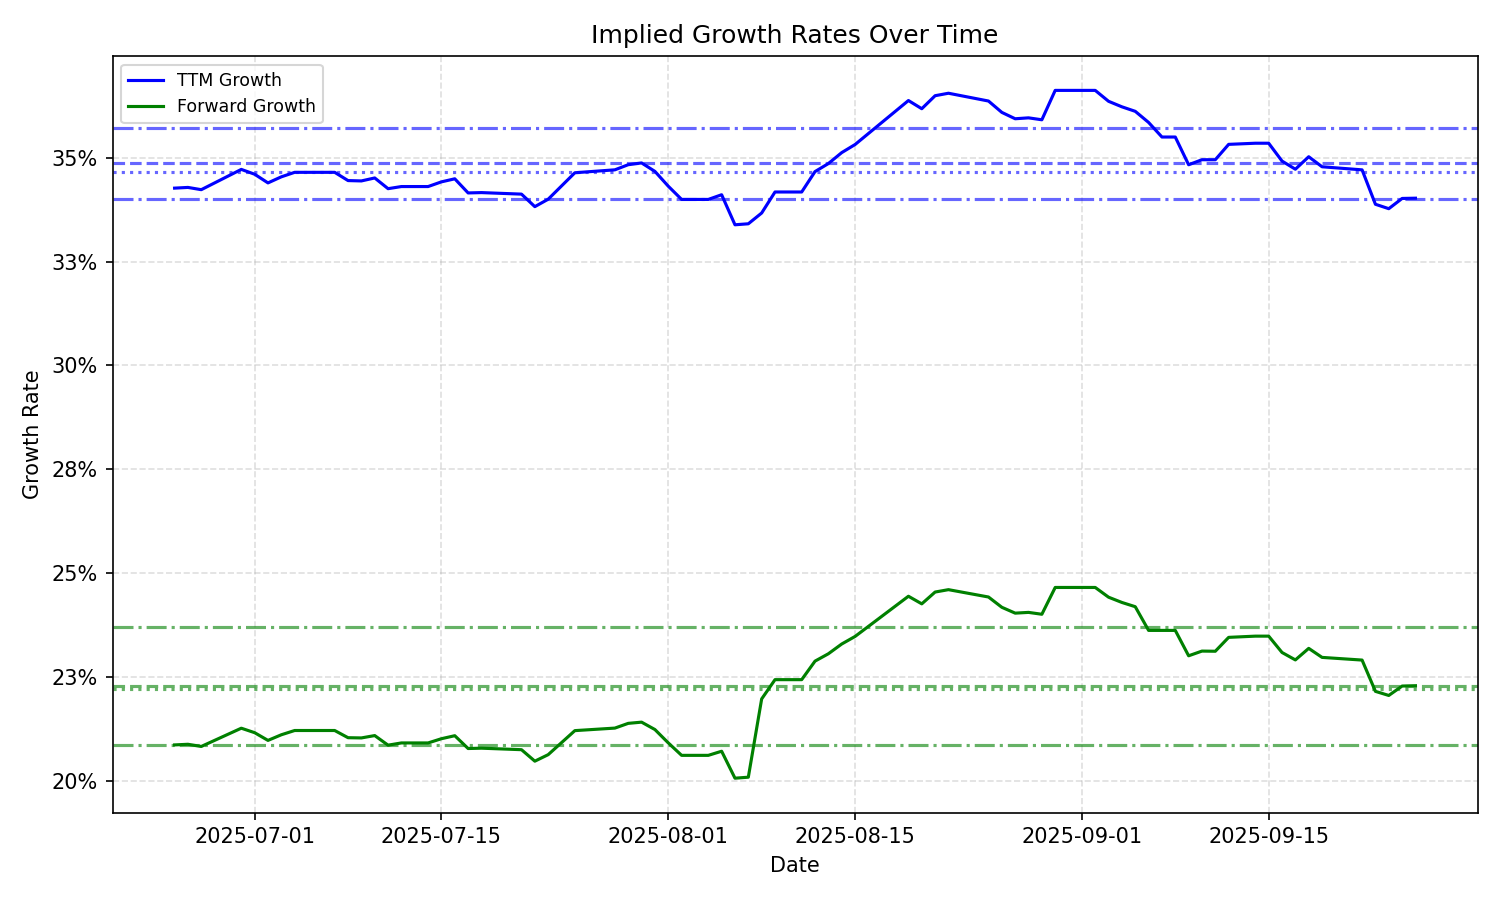 Implied Growth Rates Over Time
TTM Growth
Forward Growth
35%
33%
30%
28%
25%
23%
20%
Growth Rate
2025-07-01
2025-07-15
2025-08-01
2025-08-15
2025-09-01
2025-09-15
Date